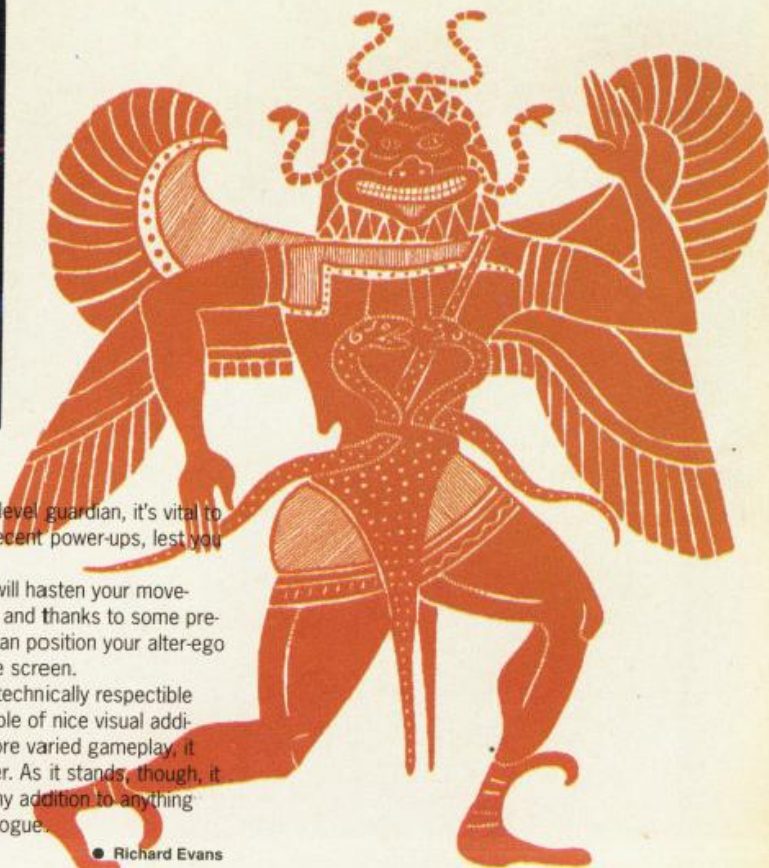 level guardian, it's vital to
ecent power-ups, lest you
will hasten your move-
and thanks to some pre-
an position your alter-ego
e screen.
technically respectible
ple of nice visual addi-
ore varied gameplay, it
er. As it stands, though, it
hy addition to anything
ogue.
● Richard Evans